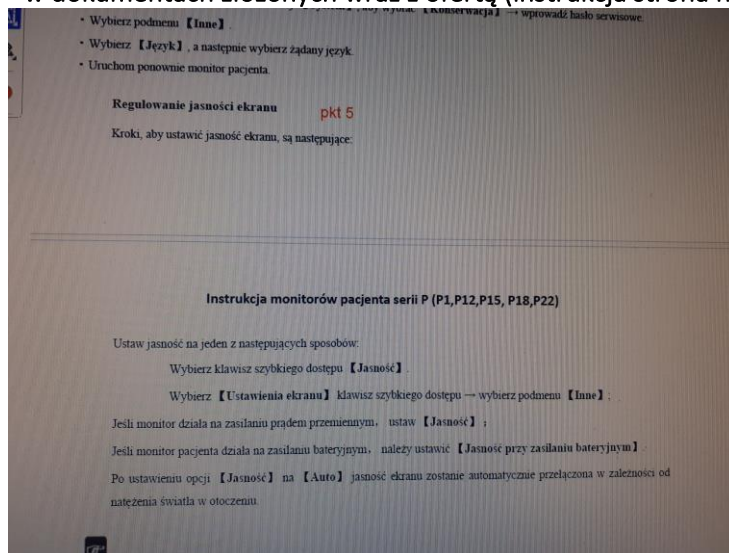 w dokumentach złożonych wraz z ofertą (instrukcja strona
【Konserwacja】 → wprowadź hasło serwisowe.
• Wybierz podmenu 【Inne】.
• Wybierz 【Język】, a następnie wybierz żądany język.
• Uruchom ponownie monitor pacjenta.
Regulowanie jasności ekranu
pkt 5
Kroki, aby ustawić jasność ekranu, są następujące:
Instrukcja monitorów pacjenta serii P (P1,P12,P15, P18,P22)
Ustaw jasność na jeden z następujących sposobów:
Wybierz klawisz szybkiego dostępu 【Jasność】.
Wybierz 【Ustawienia ekranu】 klawisz szybkiego dostępu → wybierz podmenu 【Inne】;
Jeśli monitor działa na zasilaniu prądem przemiennym, ustaw 【Jasność】;
Jeśli monitor pacjenta działa na zasilaniu bateryjnym, należy ustawić 【Jasność przy zasilaniu bateryjnym】.
Po ustawieniu opcji 【Jasność】 na 【Auto】 jasność ekranu zostanie automatycznie przełączona w zależności od
natężenia światła w otoczeniu.